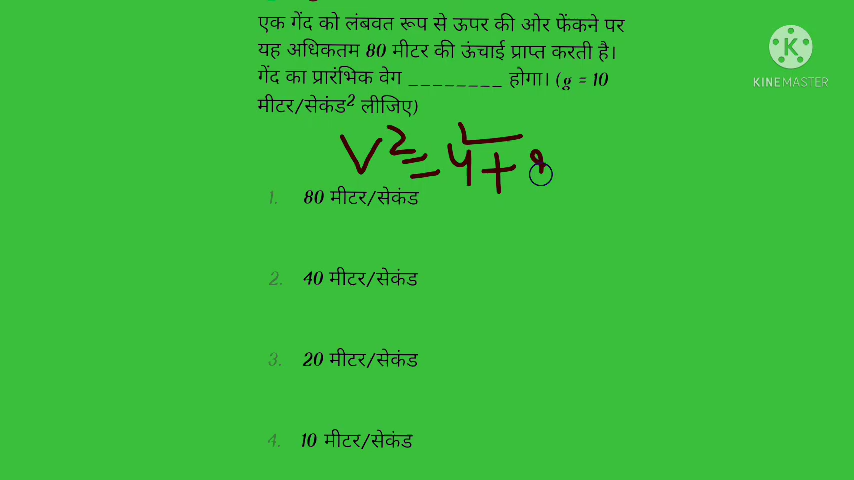 एक गेंद को लंबवत रूप से ऊपर की ओर फेंकने पर
यह अधिकतम 80 मीटर की ऊंचाई प्राप्त करती है।
गेंद का प्रारंभिक वेग ________ होगा। (g = 10
मीटर/सेकंड² लीजिए)
V² =
1. 80 मीटर/सेकंड
2. 40 मीटर/सेकंड
3. 20 मीटर/सेकंड
4. 10 मीटर/सेकंड
K
KINEMASTER